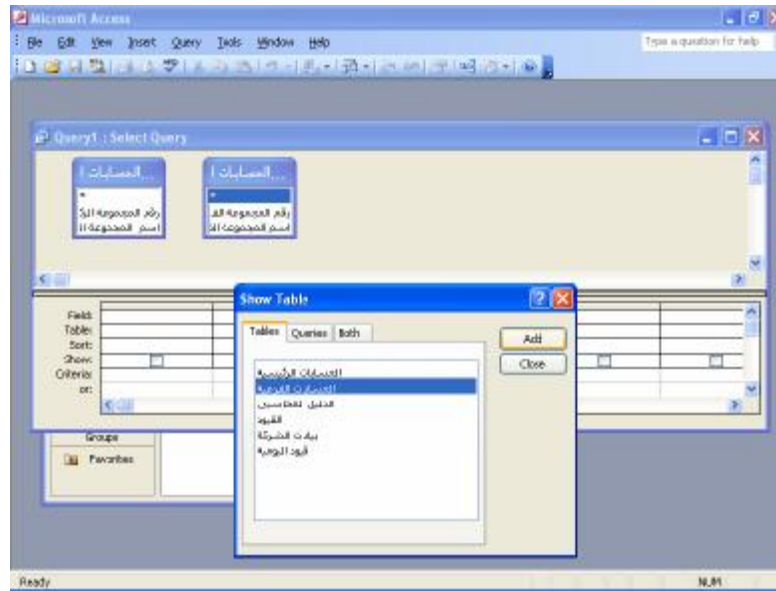 Microsoft Access
File Edit View Insert Query Tools Window Help
Type a question for help
Query1 : Select Query
الحسابات ا...
*
رقم المجموعة الر
اسم المجموعة ا
الحسابات ا...
*
رقم المجموعة الف
اسم المجموعة ال
Field:
Table:
Sort:
Show:
Criteria:
or:
Show Table
Tables Queries Both
الحسابات الرئيسية
الحسابات الفرعية
الدليل المحاسبى
القيود
بيانات الشركة
قيود اليومية
Add
Close
Groups
Favorites
Ready
NUM